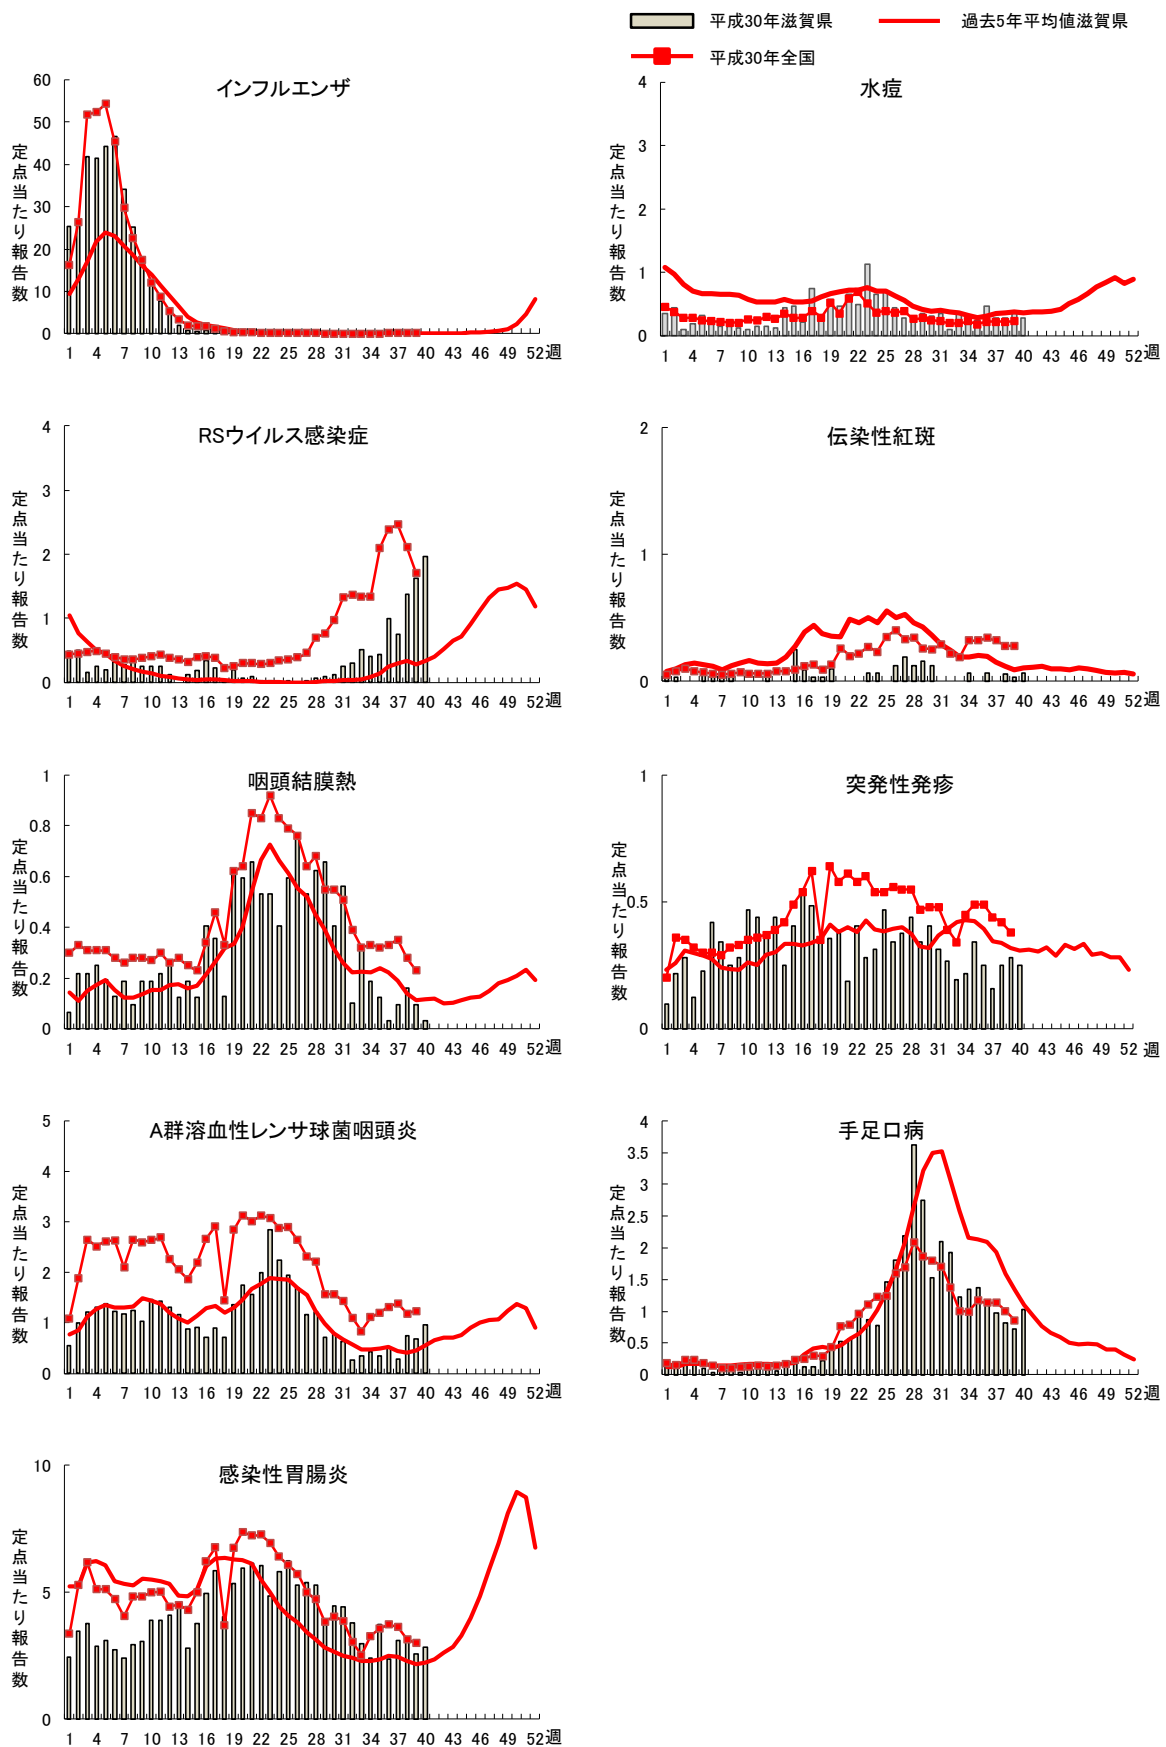 平成30年滋賀県 過去5年平均値滋賀県
平成30年全国
インフルエンザ
定点当たり報告数
60
50
40
30
20
10
0
1 4 7 10 13 16 19 22 25 28 31 34 37 40 43 46 49 52週
水痘
定点当たり報告数
4
3
2
1
0
1 4 7 10 13 16 19 22 25 28 31 34 37 40 43 46 49 52週
RSウイルス感染症
定点当たり報告数
4
3
2
1
0
1 4 7 10 13 16 19 22 25 28 31 34 37 40 43 46 49 52週
伝染性紅斑
定点当たり報告数
2
1
0
1 4 7 10 13 16 19 22 25 28 31 34 37 40 43 46 49 52週
咽頭結膜熱
定点当たり報告数
1
0.8
0.6
0.4
0.2
0
1 4 7 10 13 16 19 22 25 28 31 34 37 40 43 46 49 52週
突発性発疹
定点当たり報告数
1
0.5
0
1 4 7 10 13 16 19 22 25 28 31 34 37 40 43 46 49 52 週
A群溶血性レンサ球菌咽頭炎
定点当たり報告数
5
4
3
2
1
0
1 4 7 10 13 16 19 22 25 28 31 34 37 40 43 46 49 52週
手足口病
定点当たり報告数
4
3.5
3
2.5
2
1.5
1
0.5
0
1 4 7 10 13 16 19 22 25 28 31 34 37 40 43 46 49 52週
感染性胃腸炎
定点当たり報告数
10
5
0
1 4 7 10 13 16 19 22 25 28 31 34 37 40 43 46 49 52週